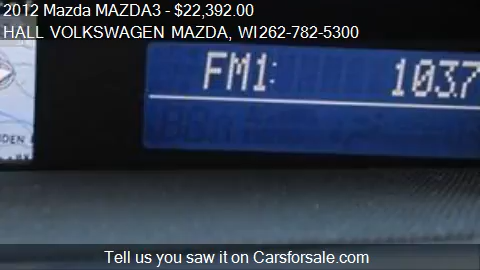 2012 Mazda MAZDA3 - $22,392.00
HALL VOLKSWAGEN MAZDA, WI262-782-5300
FM1: 103.7
DEN
Tell us you saw it on Carsforsale.com